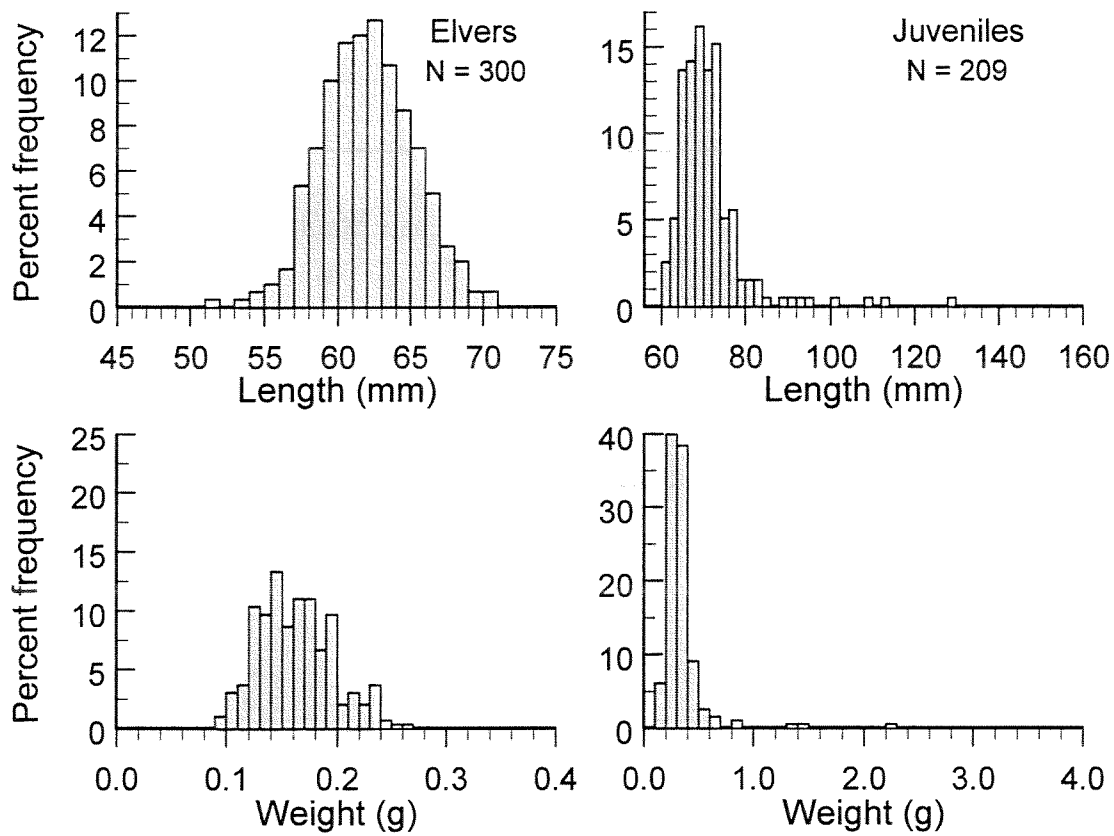 Elvers
N = 300
Percent frequency
12
10
8
6
4
2
0
45 50 55 60 65 70 75
Length (mm)
Juveniles
N = 209
15
10
5
0
60 80 100 120 140 160
Length (mm)
Percent frequency
25
20
15
10
5
0
0.0 0.1 0.2 0.3 0.4
Weight (g)
40
30
20
10
0
0.0 1.0 2.0 3.0 4.0
Weight (g)